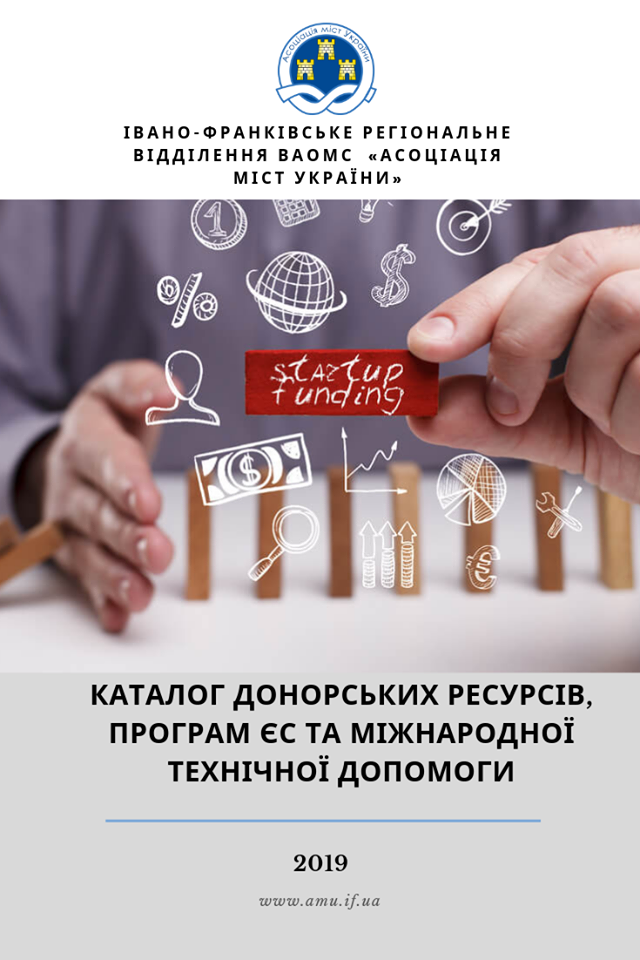 Асоціація міст України
ІВАНО-ФРАНКІВСЬКЕ РЕГІОНАЛЬНЕ
ВІДДІЛЕННЯ ВАОМС «АСОЦІАЦІЯ
МІСТ УКРАЇНИ»
1
startup
funding
КАТАЛОГ ДОНОРСЬКИХ РЕСУРСІВ,
ПРОГРАМ ЄС ТА МІЖНАРОДНОЇ
ТЕХНІЧНОЇ ДОПОМОГИ
2019
www.amu.if.ua